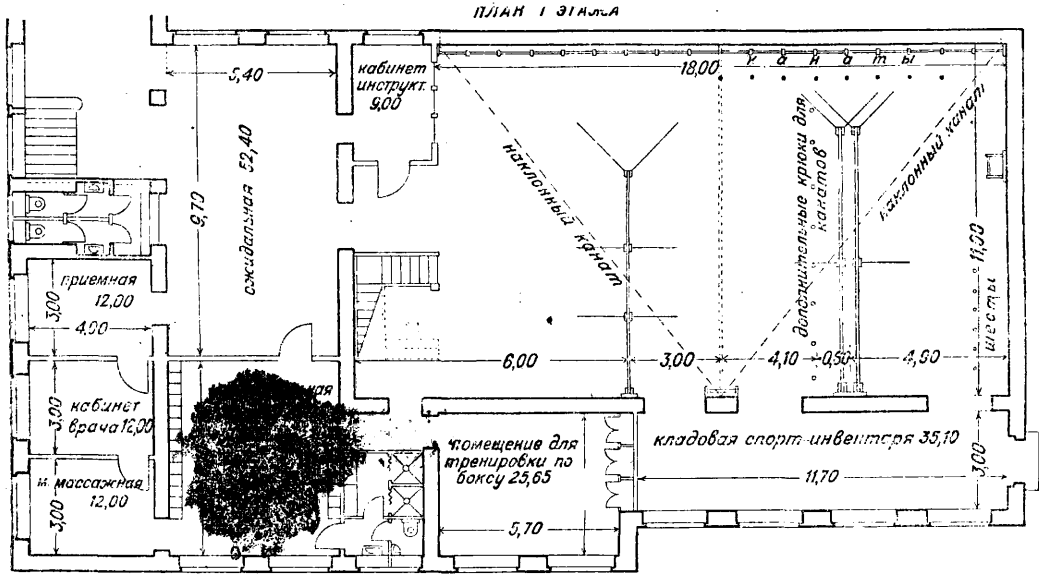 ПЛАН 1 ЭТАЖА
5,40
кабинет
инструкт.
9,00
18,00
канаты
наклонный канат
дополнительные крюки для
канатов
наклонный канат
ожидальная 52,40
9,70
11,00
шесты
приемная
12,00
3,00
4,00
6,00
3,00
4,10
0,50
4,00
кабинет
врача 12,00
3,00
помещение для
тренировки по
боксу 25,65
кладовая спорт-инвентаря 35,10
11,70
3,00
массажная
12,00
3,00
5,70